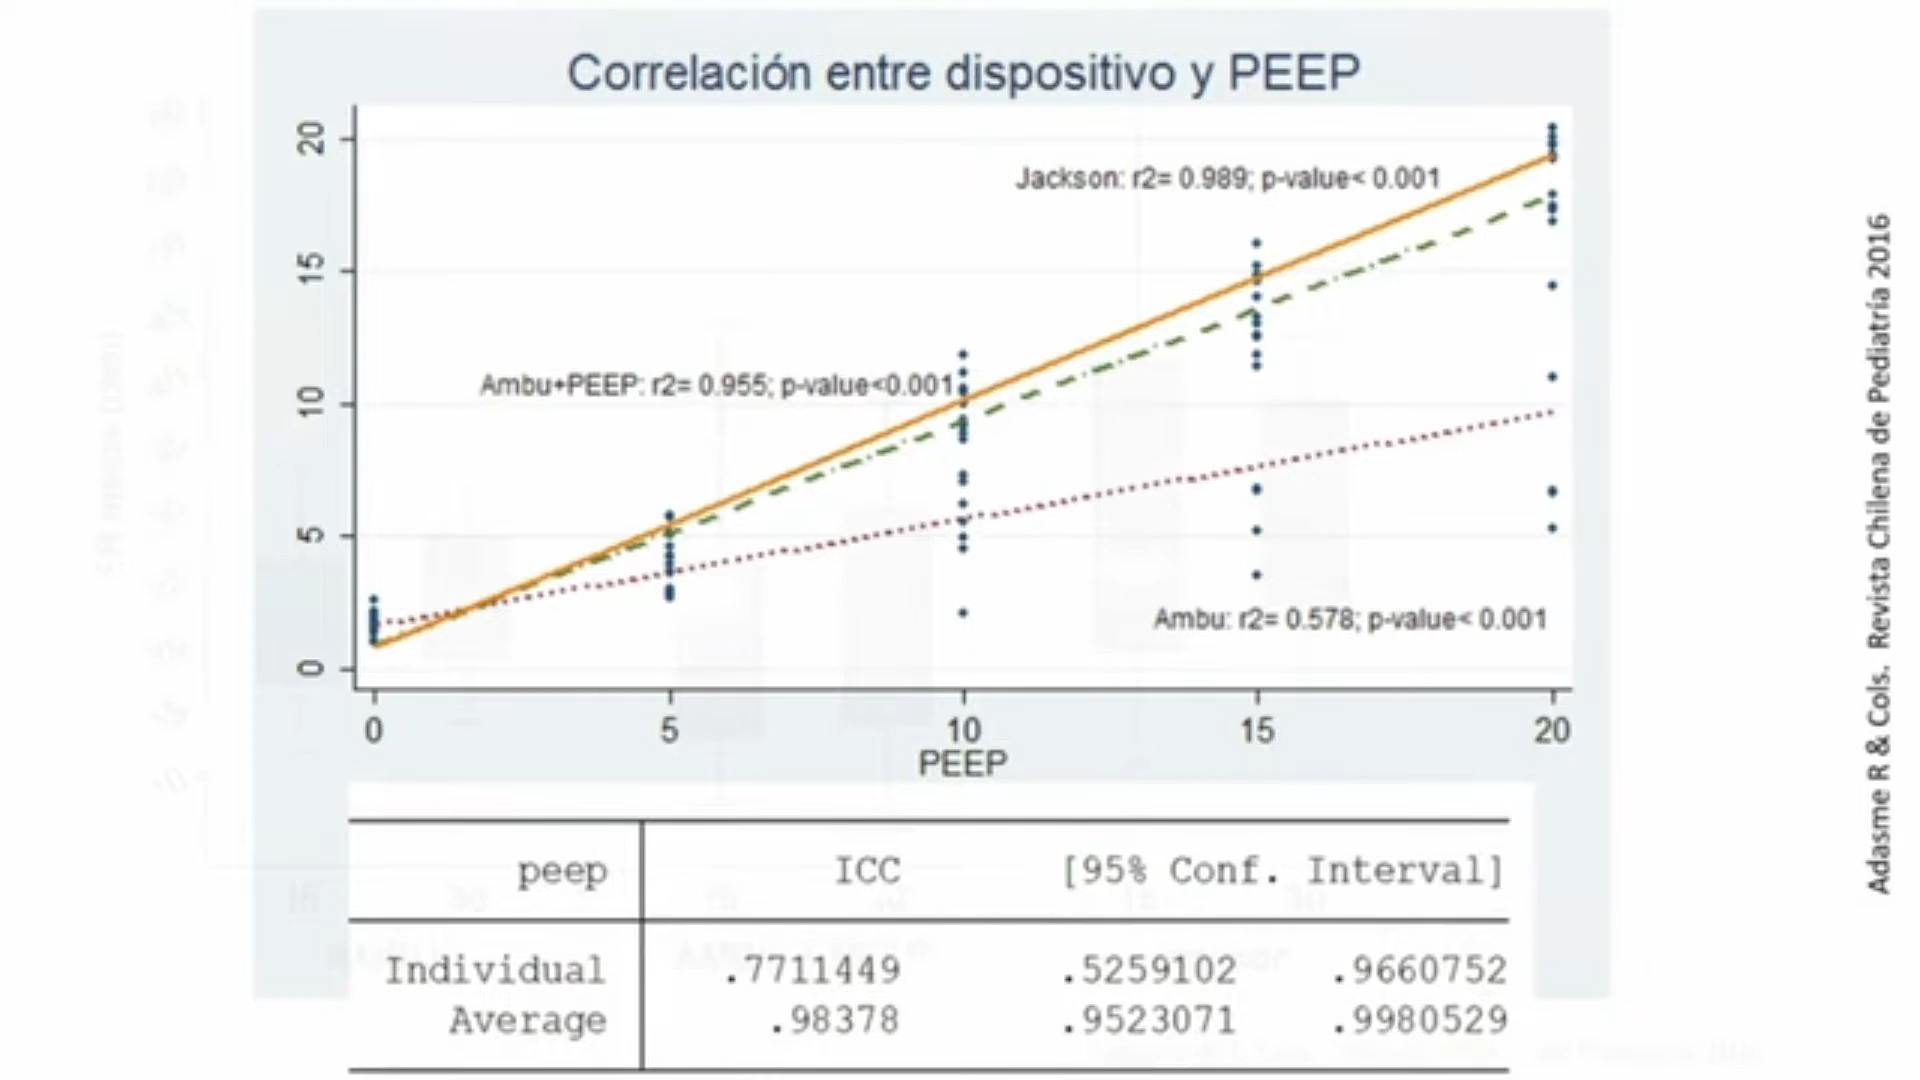 Correlación entre dispositivo y PEEP
20
15
10
5
0
Jackson: r2= 0.989; p-value< 0.001
Ambu+PEEP: r2= 0.955; p-value<0.001
Ambu: r2= 0.578; p-value< 0.001
0 5 10 15 20
PEEP
peep ICC [95% Conf. Interval]
Individual .7711449 .5259102 .9660752
Average .98378 .9523071 .9980529
Adasme R & Cols. Revista Chilena de Pediatría 2016